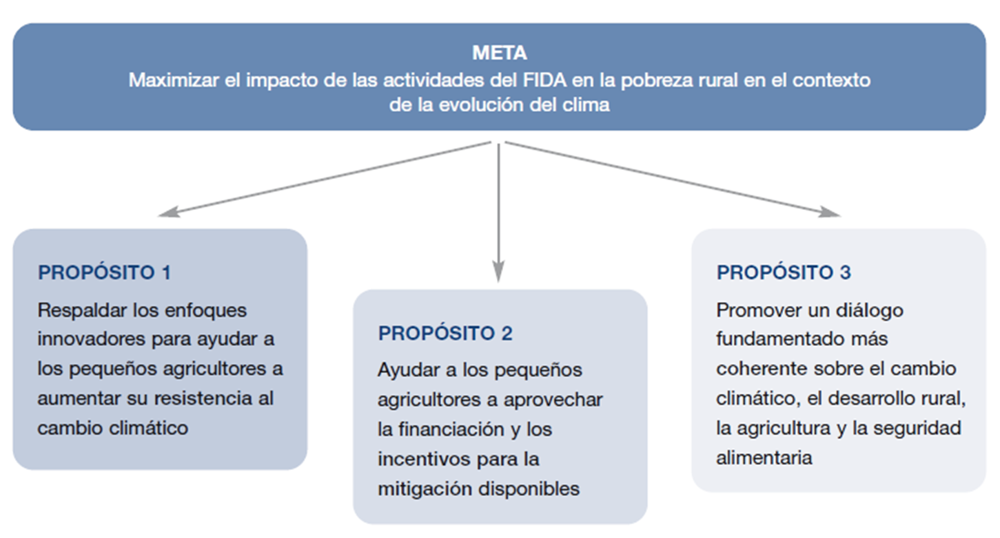 META
Maximizar el impacto de las actividades del FIDA en la pobreza rural en el contexto
de la evolución del clima
PROPÓSITO 1
Respaldar los enfoques
innovadores para ayudar a
los pequeños agricultores a
aumentar su resistencia al
cambio climático
PROPÓSITO 2
Ayudar a los pequeños
agricultores a aprovechar
la financiación y los
incentivos para la
mitigación disponibles
PROPÓSITO 3
Promover un diálogo
fundamentado más
coherente sobre el cambio
climático, el desarrollo rural,
la agricultura y la seguridad
alimentaria